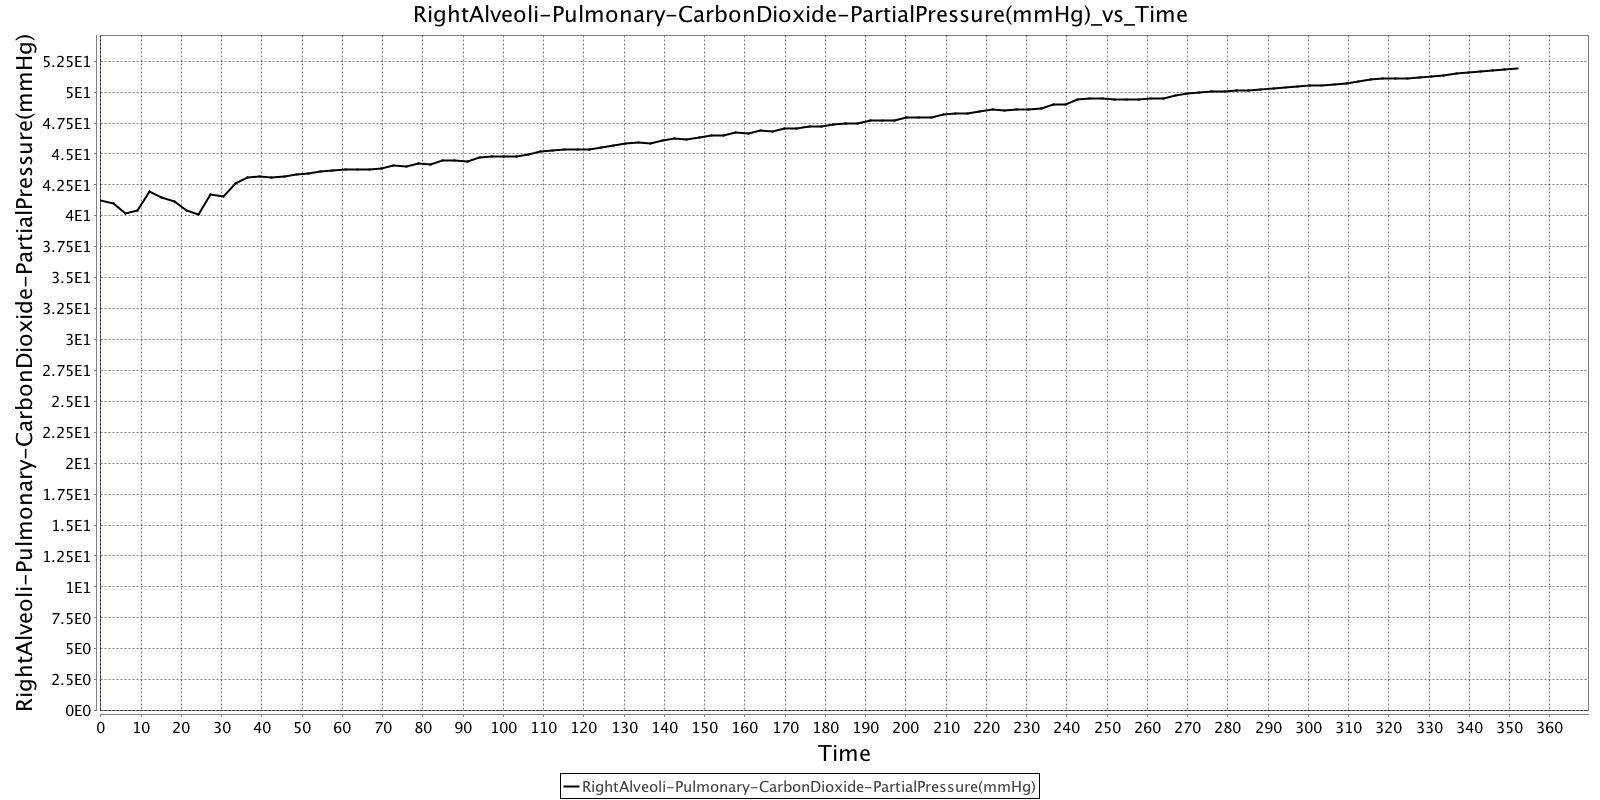 RightAlveoli-Pulmonary-CarbonDioxide-PartialPressure(mmHg)_vs_Time
RightAlveoli-Pulmonary-CarbonDioxide-PartialPressure(mmHg)
5.25E1
5E1
4.75E1
4.5E1
4.25E1
4E1
3.75E1
3.5E1
3.25E1
3E1
2.75E1
2.5E1
2.25E1
2E1
1.75E1
1.5E1
1.25E1
1E1
7.5E0
5E0
2.5E0
0E0
0 10 20 30 40 50 60 70 80 90 100 110 120 130 140 150 160 170 180 190 200 210 220 230 240 250 260 270 280 290 300 310 320 330 340 350 360
Time
RightAlveoli-Pulmonary-CarbonDioxide-PartialPressure(mmHg)